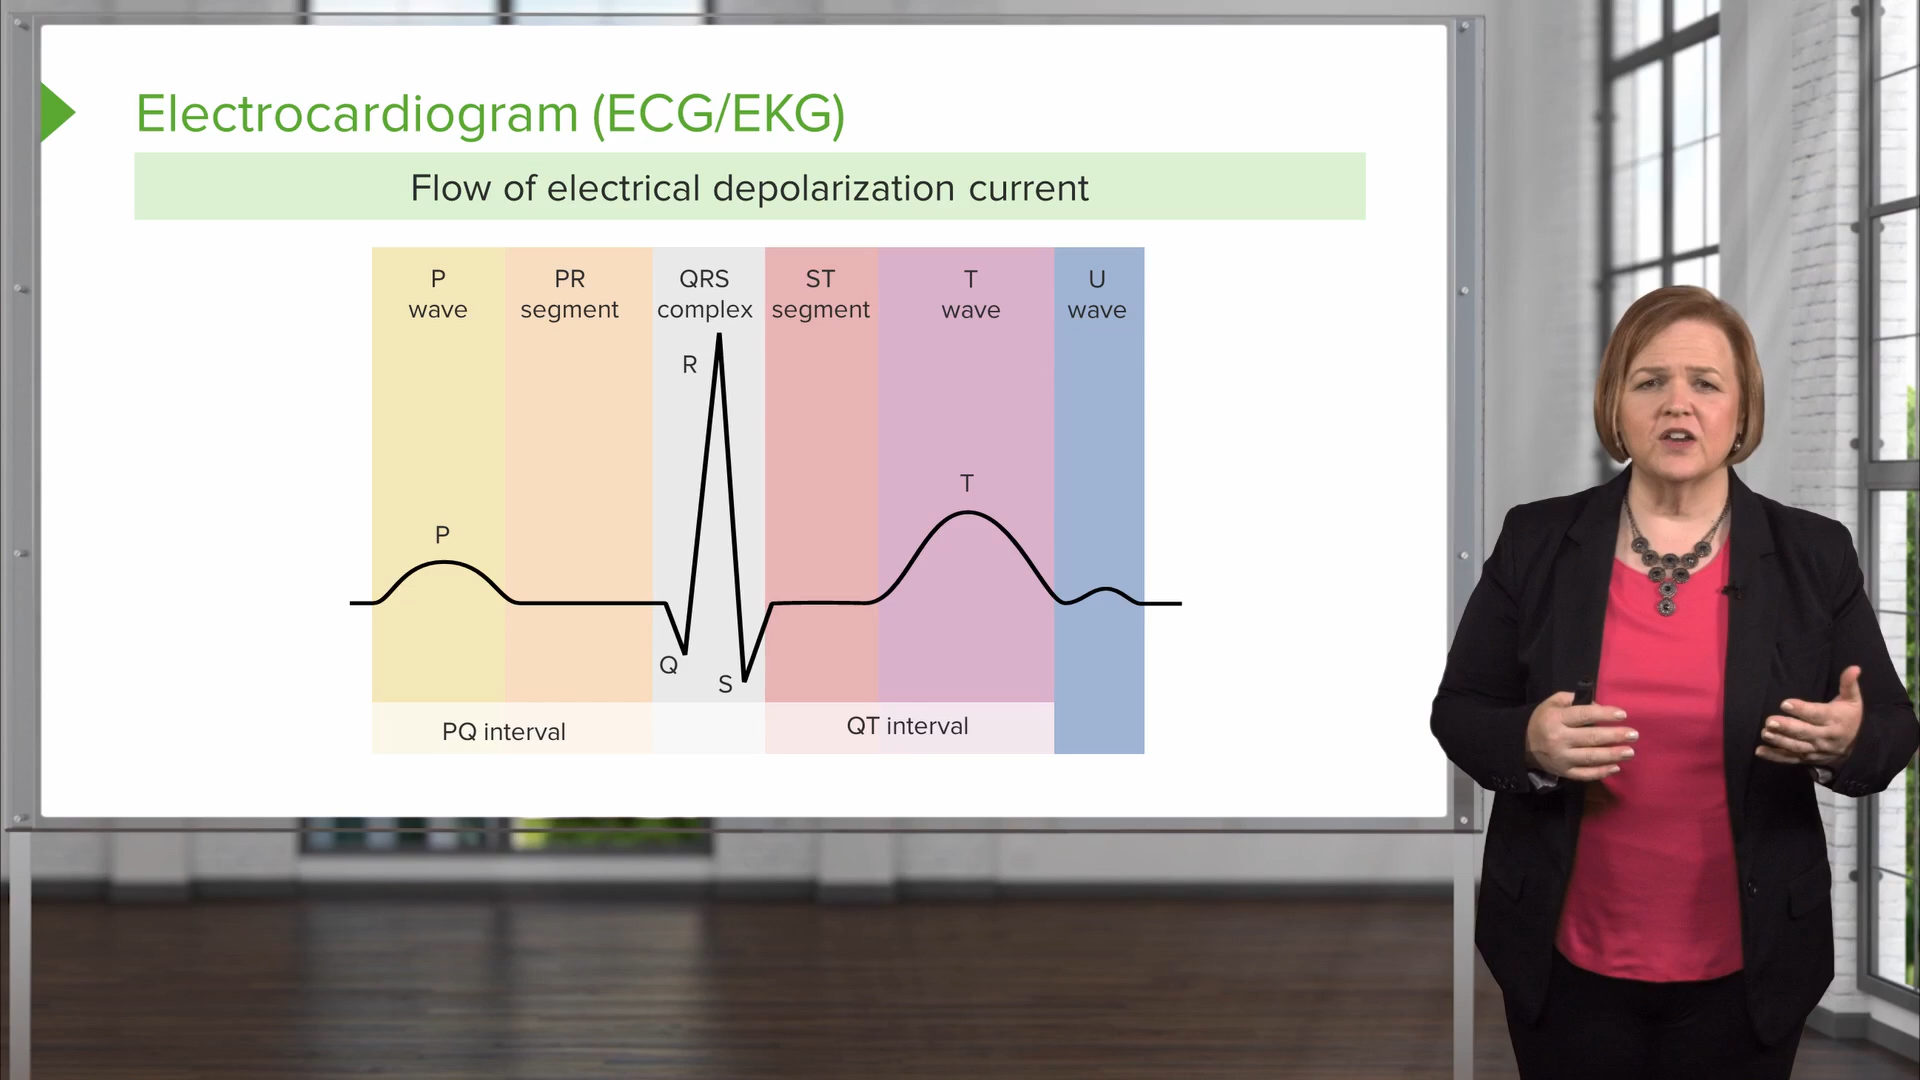 Electrocardiogram (ECG/EKG)
Flow of electrical depolarization current
P
wave
PR
segment
QRS
complex
ST
segment
T
wave
U
wave
R
T
P
Q
S
PQ interval
QT interval